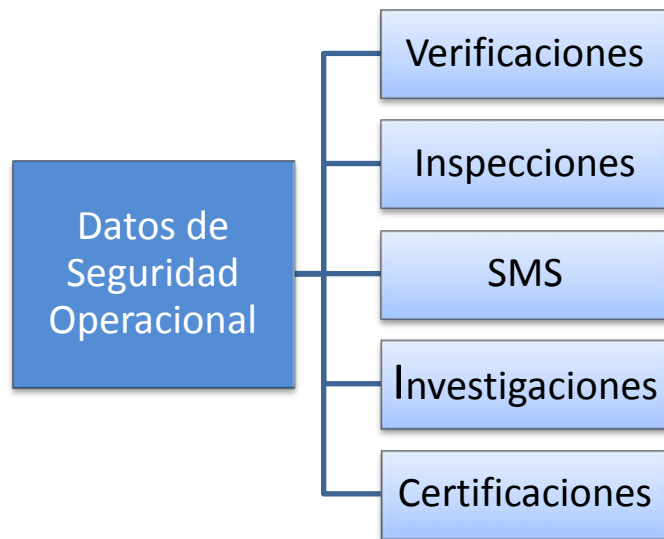 Verificaciones
Inspecciones
Datos de
Seguridad
Operacional
SMS
Investigaciones
Certificaciones